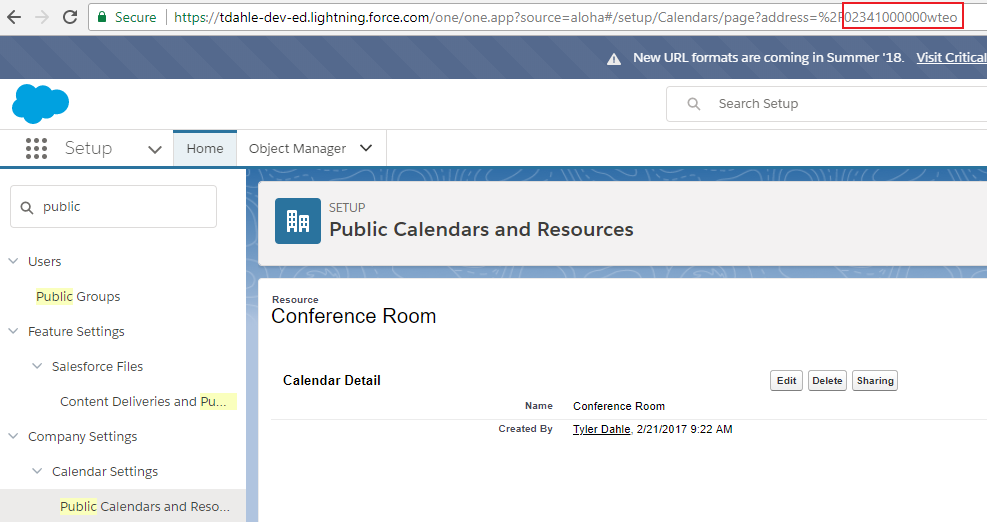 Secure https://tdahle-dev-ed.lightning.force.com/one/one.app?source=aloha#/setup/Calendars/page?address=%2F02341000000wteo
New URL formats are coming in Summer '18. Visit Critical
Search Setup
Setup Home Object Manager
public
Users
Public Groups
Feature Settings
Salesforce Files
Content Deliveries and Pu...
Company Settings
Calendar Settings
Public Calendars and Reso...
SETUP
Public Calendars and Resources
Resource
Conference Room
Calendar Detail Edit Delete Sharing
Name Conference Room
Created By Tyler Dahle, 2/21/2017 9:22 AM